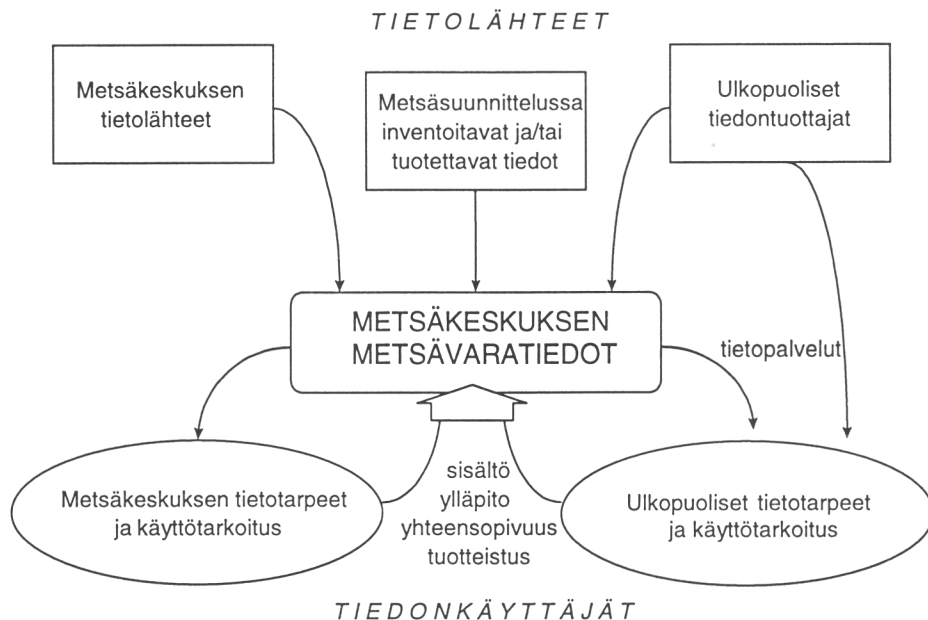 TIETOLÄHTEET
Metsäkeskuksen
tietolähteet
Metsäsuunnittelussa
inventoitavat ja/tai
tuotettavat tiedot
Ulkopuoliset
tiedontuottajat
METSÄKESKUKSEN
METSÄVARATIEDOT
tietopalvelut
Metsäkeskuksen tietotarpeet
ja käyttötarkoitus
sisältö
ylläpito
yhteensopivuus
tuotteistus
Ulkopuoliset tietotarpeet
ja käyttötarkoitus
TIEDONKÄYTTÄJÄT